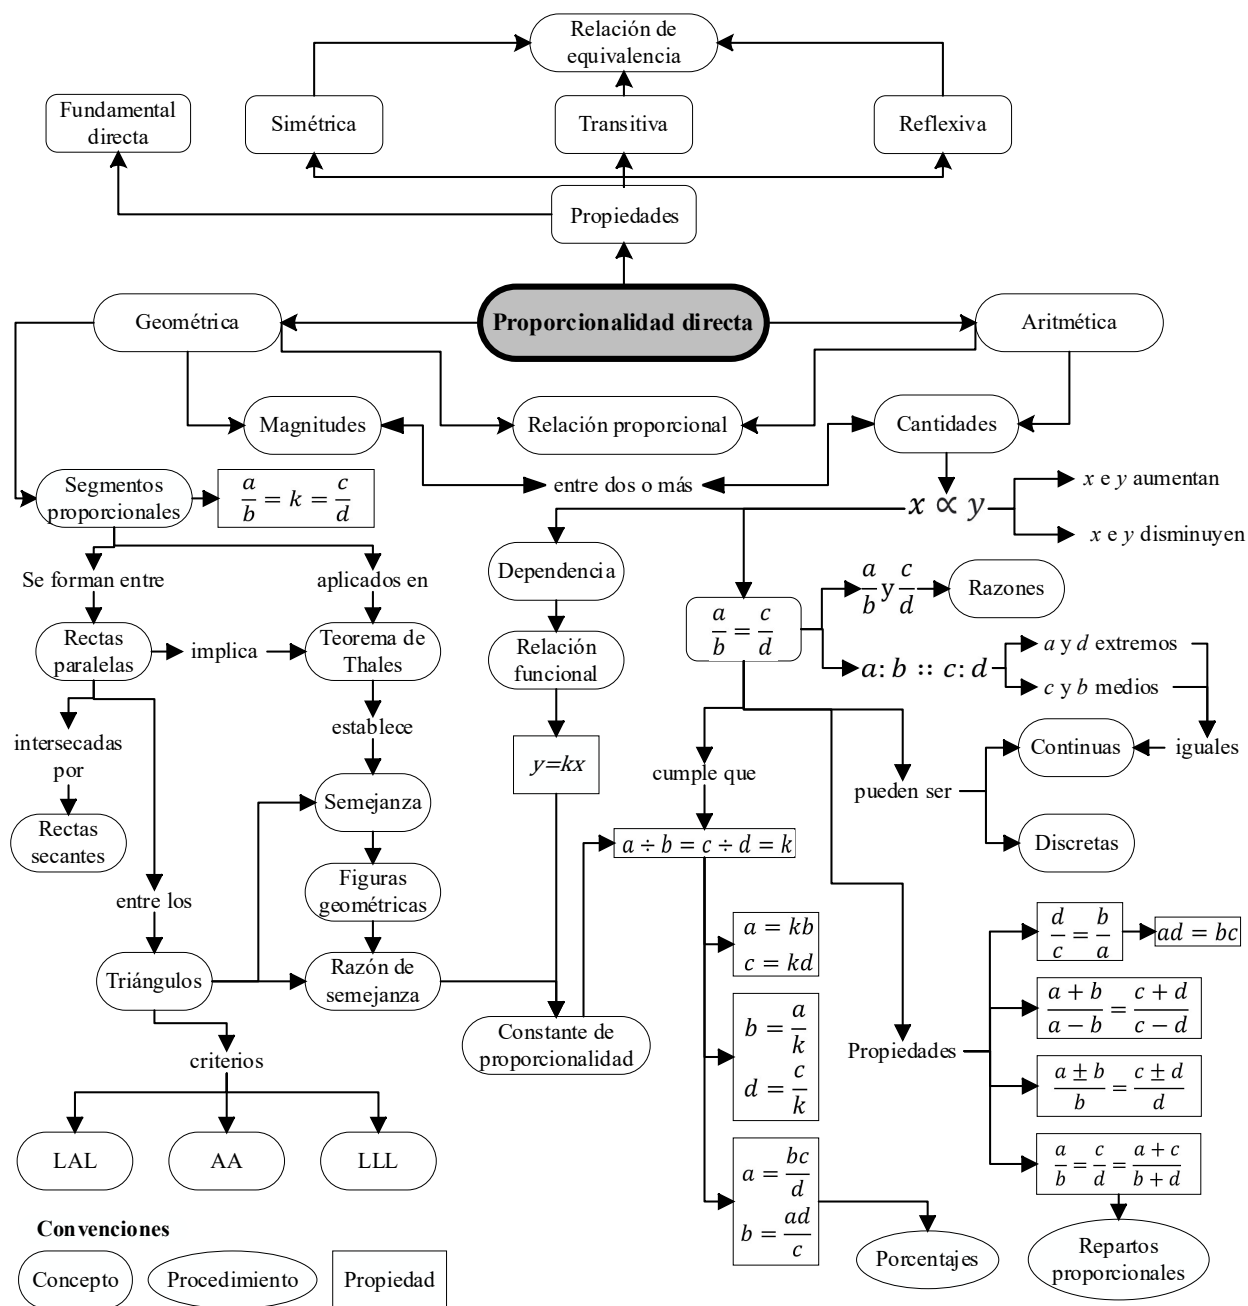 Relación de
equivalencia
Fundamental
directa
Simétrica
Transitiva
Reflexiva
Propiedades
Proporcionalidad directa
Geométrica
Aritmética
Magnitudes
Relación proporcional
Cantidades
entre dos o más
Segmentos
proporcionales
a/b = k = c/d
x ∝ y
x e y aumentan
x e y disminuyen
Se forman entre
aplicados en
Dependencia
a/b = c/d
a/b y c/d
Razones
Rectas
paralelas
implica
Teorema de
Thales
Relación
funcional
a: b :: c: d
a y d extremos
c y b medios
intersecadas
por
establece
y=kx
cumple que
pueden ser
Continuas
iguales
Rectas
secantes
Semejanza
a ÷ b = c ÷ d = k
Discretas
Figuras
geométricas
entre los
Triángulos
Razón de
semejanza
Constante de
proporcionalidad
a = kb
c = kd
b = a/k
d = c/k
a = bc/d
b = ad/c
Porcentajes
Propiedades
d/c = b/a
ad = bc
a + b/a − b = c + d/c − d
a ± b/b = c ± d/d
a/b = c/d = a + c/b + d
Repartos
proporcionales
criterios
LAL
AA
LLL
Convenciones
Concepto
Procedimiento
Propiedad